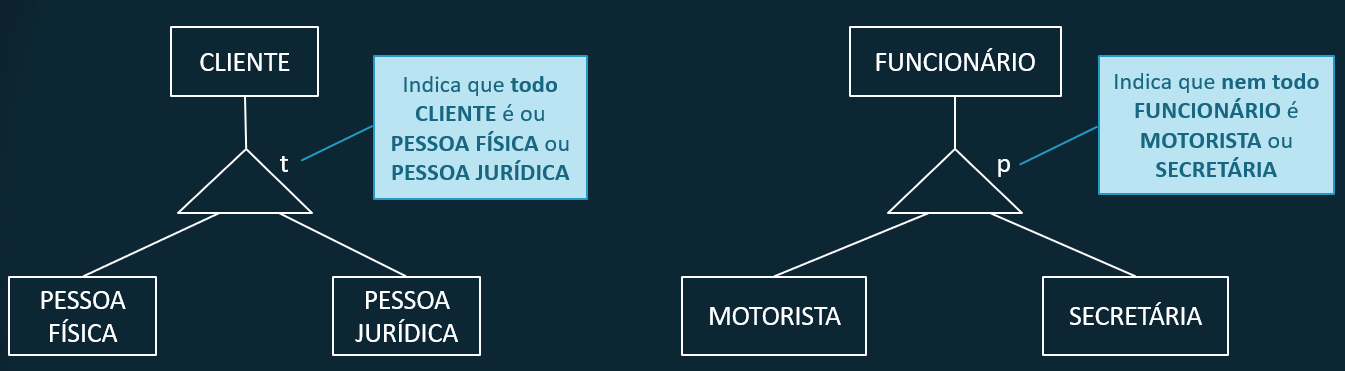 CLIENTE
Indica que todo
CLIENTE é ou
PESSOA FÍSICA ou
PESSOA JURÍDICA
t
PESSOA
FÍSICA
PESSOA
JURÍDICA
FUNCIONÁRIO
Indica que nem todo
FUNCIONÁRIO é
MOTORISTA ou
SECRETÁRIA
p
MOTORISTA
SECRETÁRIA